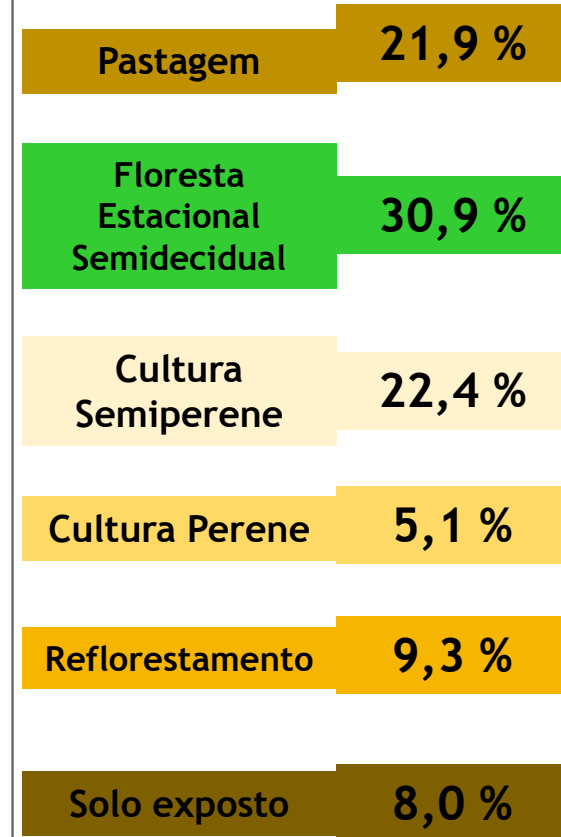 Pastagem 21,9 %
Floresta
Estacional
Semidecidual
30,9 %
Cultura
Semiperene
22,4 %
Cultura Perene 5,1 %
Reflorestamento 9,3 %
Solo exposto 8,0 %